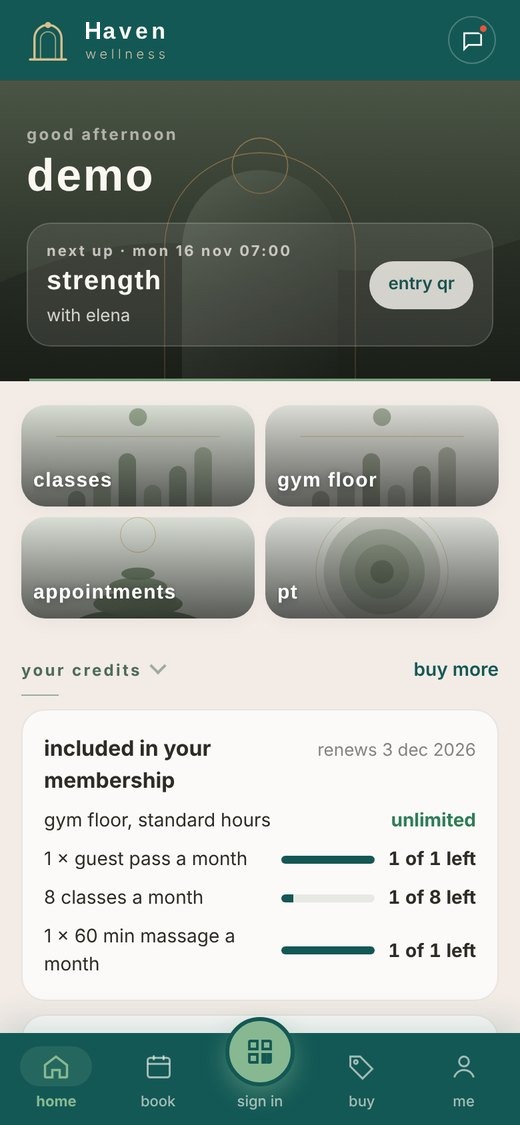 Haven
wellness
good afternoon
demo
next up · mon 16 nov 07:00
strength
with elena
entry qr
classes
gym floor
appointments
pt
your credits
buy more
included in your
membership
renews 3 dec 2026
gym floor, standard hours
unlimited
1 × guest pass a month
1 of 1 left
8 classes a month
1 of 8 left
1 × 60 min massage a
month
1 of 1 left
home
book
sign in
buy
me